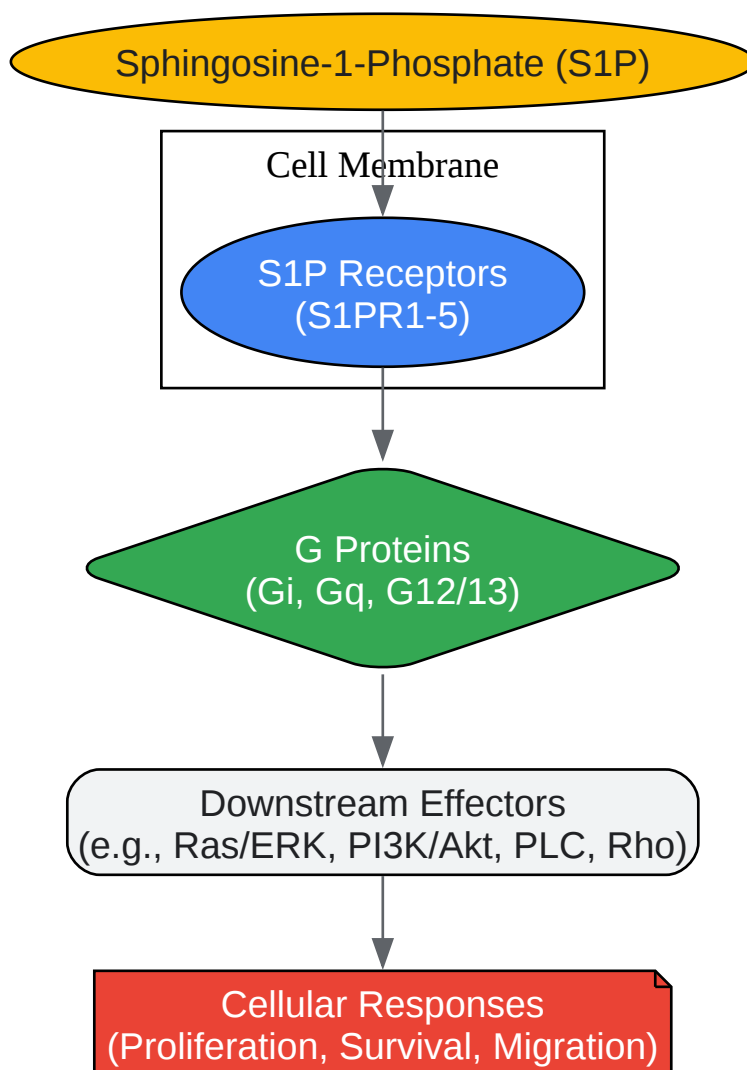 Sphingosine-1-Phosphate (S1P)
Cell Membrane
S1P Receptors
(S1PR1-5)
G Proteins
(Gi, Gq, G12/13)
Downstream Effectors
(e.g., Ras/ERK, PI3K/Akt, PLC, Rho)
Cellular Responses
(Proliferation, Survival, Migration)